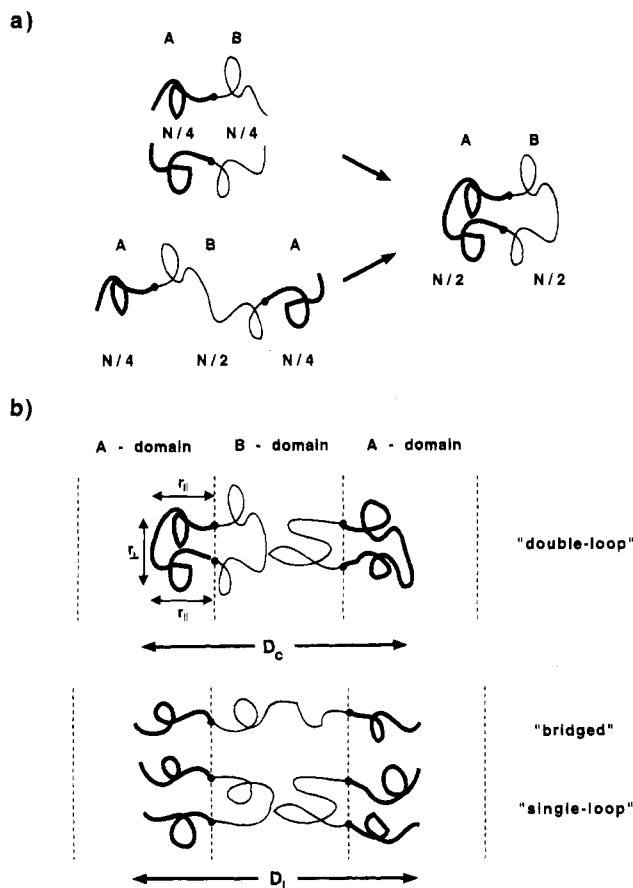 a)
A B
N / 4 N / 4
A B
N / 2 N / 2
A B A
N / 4 N / 2 N / 4
b)
A - domain B - domain A - domain
r||
r⊥
r||
"double-loop"
Dc
"bridged"
"single-loop"
DL